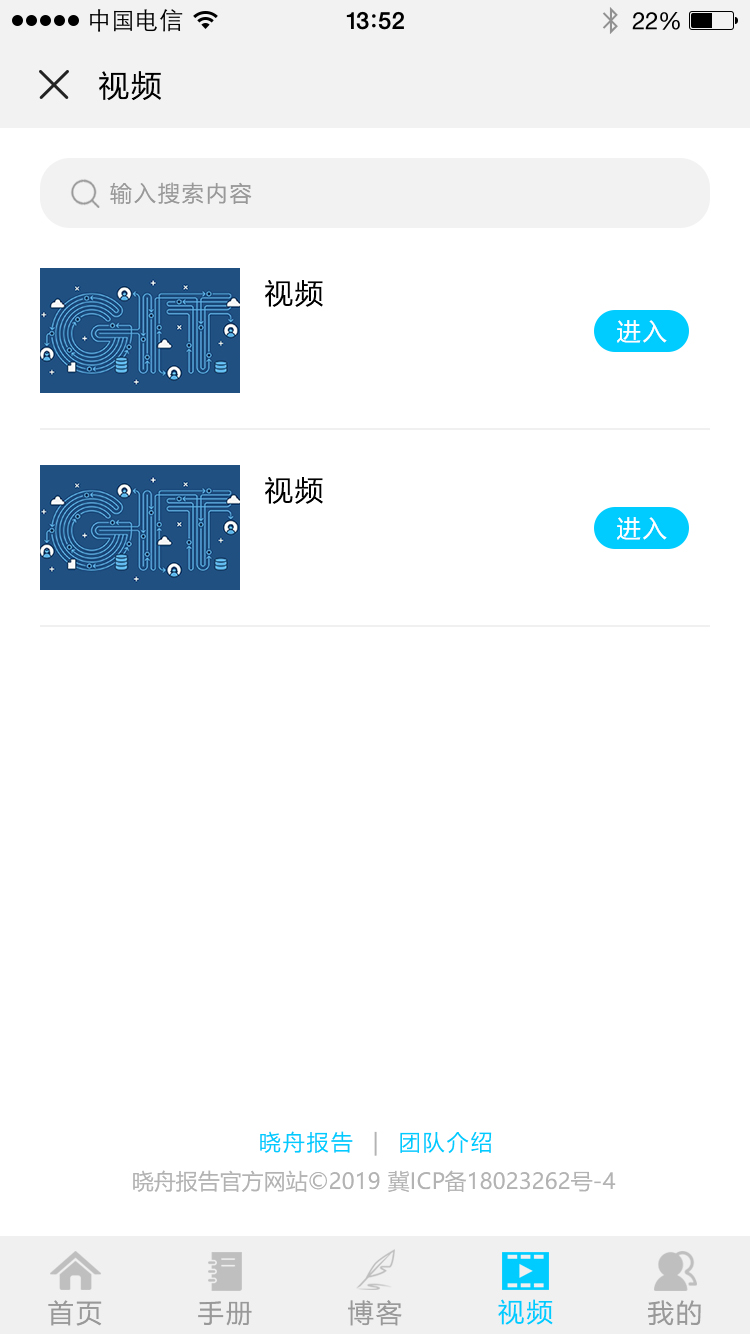 中国电信 13:52 22%
视频
输入搜索内容
GIT
视频
进入
GIT
视频
进入
晓舟报告 | 团队介绍
晓舟报告官方网站©2019 冀ICP备18023262号-4
首页 手册 博客 视频 我的